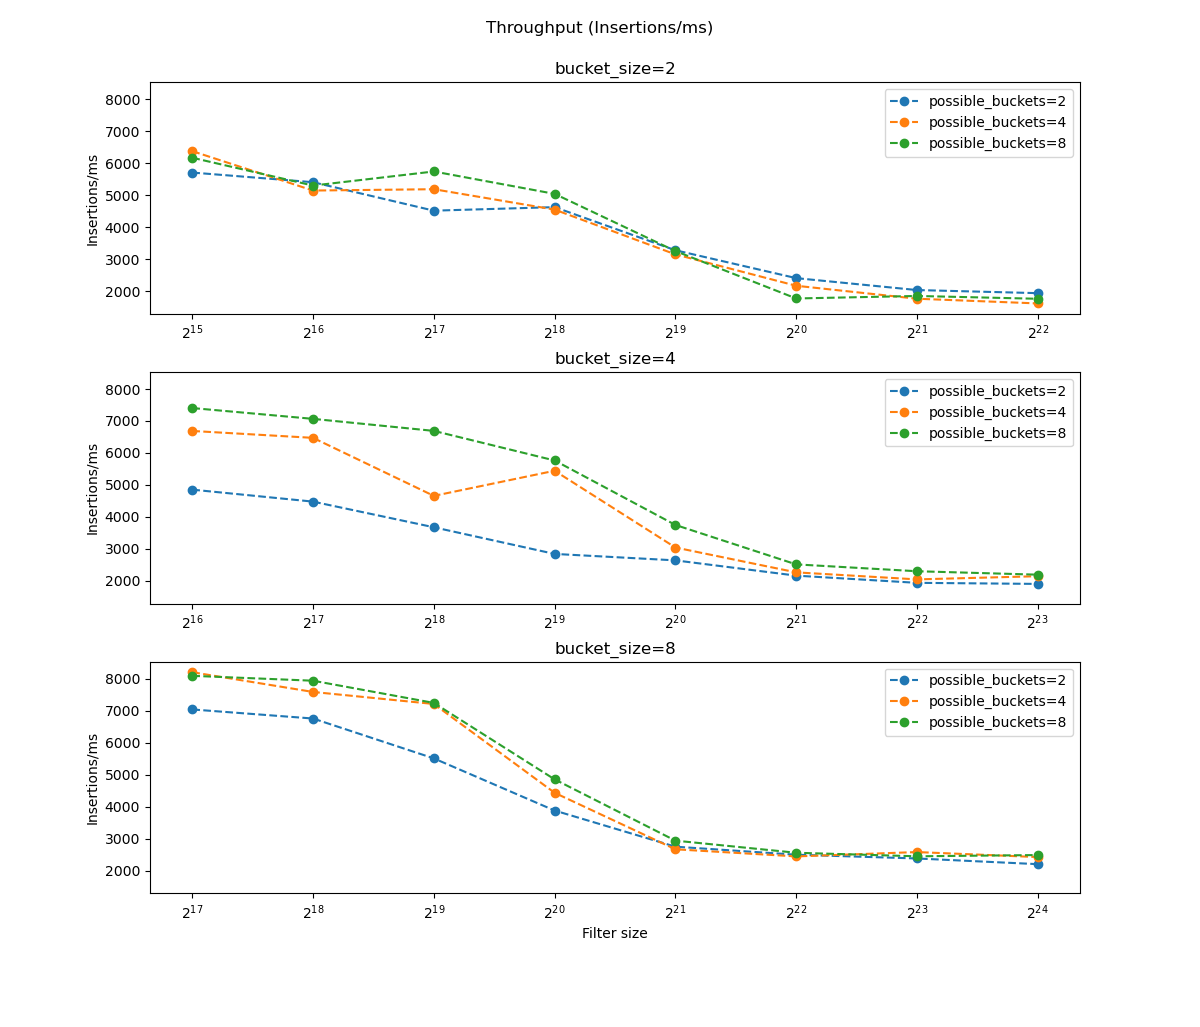 Throughput (Insertions/ms)
bucket_size=2
Insertions/ms
8000
7000
6000
5000
4000
3000
2000
possible_buckets=2
possible_buckets=4
possible_buckets=8
2^15 2^16 2^17 2^18 2^19 2^20 2^21 2^22
bucket_size=4
Insertions/ms
8000
7000
6000
5000
4000
3000
2000
possible_buckets=2
possible_buckets=4
possible_buckets=8
2^16 2^17 2^18 2^19 2^20 2^21 2^22 2^23
bucket_size=8
Insertions/ms
8000
7000
6000
5000
4000
3000
2000
possible_buckets=2
possible_buckets=4
possible_buckets=8
2^17 2^18 2^19 2^20 2^21 2^22 2^23 2^24
Filter size